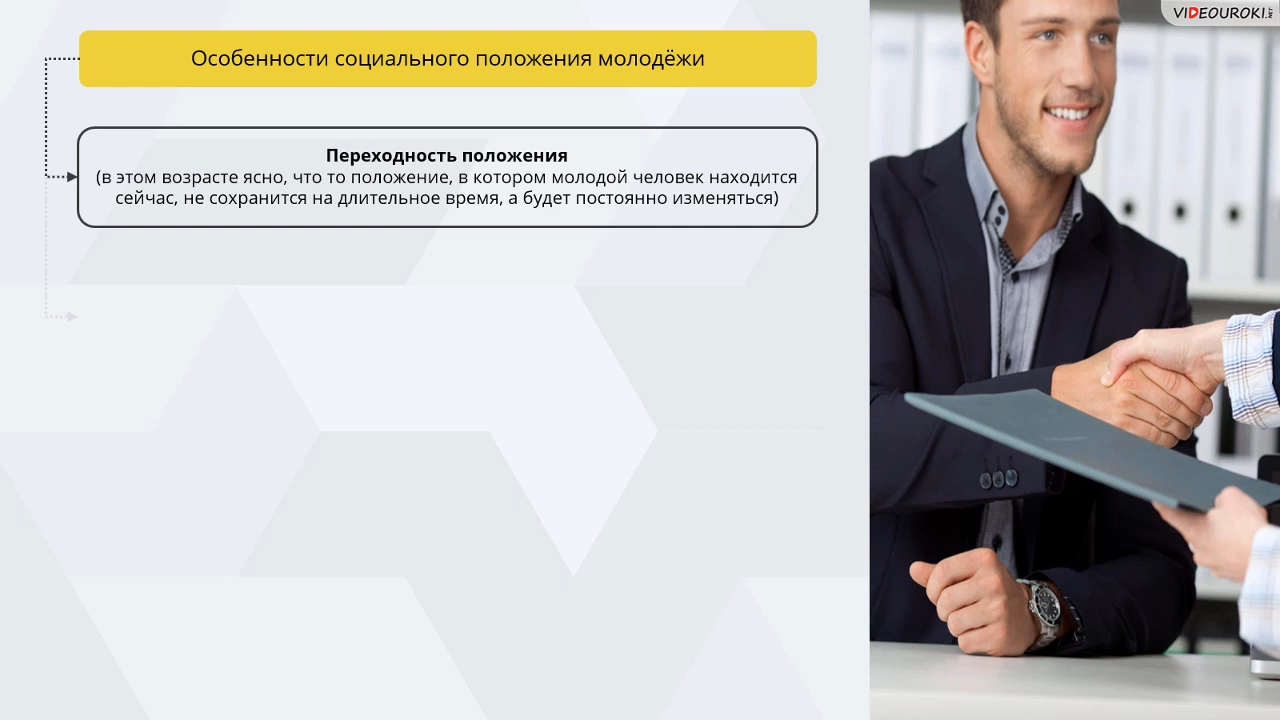 VIDEOUROKI.NET
Особенности социального положения молодёжи
Переходность положения
(в этом возрасте ясно, что то положение, в котором молодой человек находится
сейчас, не сохранится на длительное время, а будет постоянно изменяться)